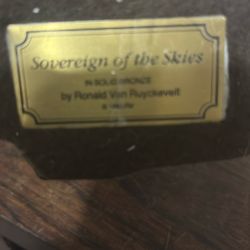 Sovereign of the Skies
IN SOLID BRONZE
by Ronald Van Ruyckevelt